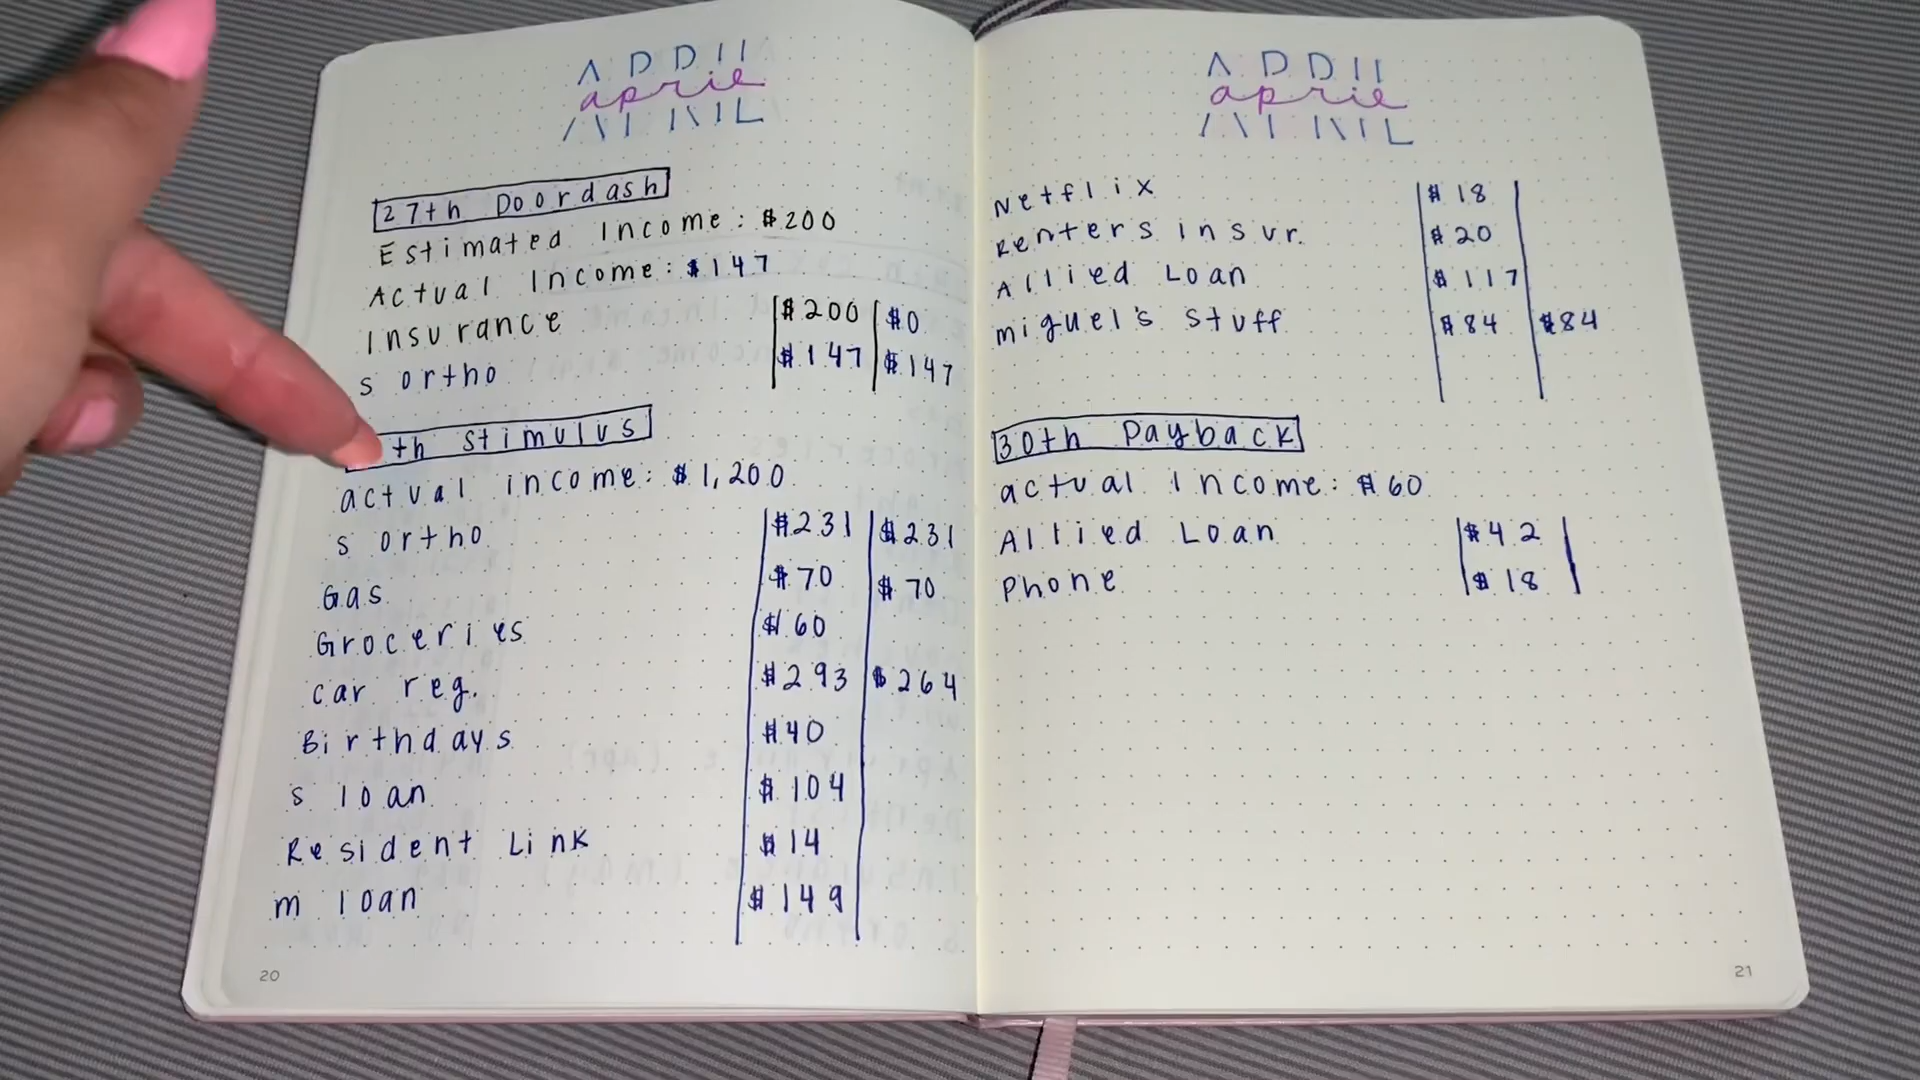 april
APRIL
27th Doordash
Estimated Income: $200
Actual Income: $147
Insurance $200 $0
S ortho $147 $147
th Stimulus
actual income: $1,200
S ortho $231 $231
Gas $70 $70
Groceries $60
car reg. $293 $264
Birthdays $40
S loan $104
Resident Link $14
m loan $149
20
april
APRIL
Netflix $18
Renters insur. $20
Allied Loan $117
miguel's stuff $84 $84
30th Payback
actual Income: $60
Allied Loan $42
Phone $18
21